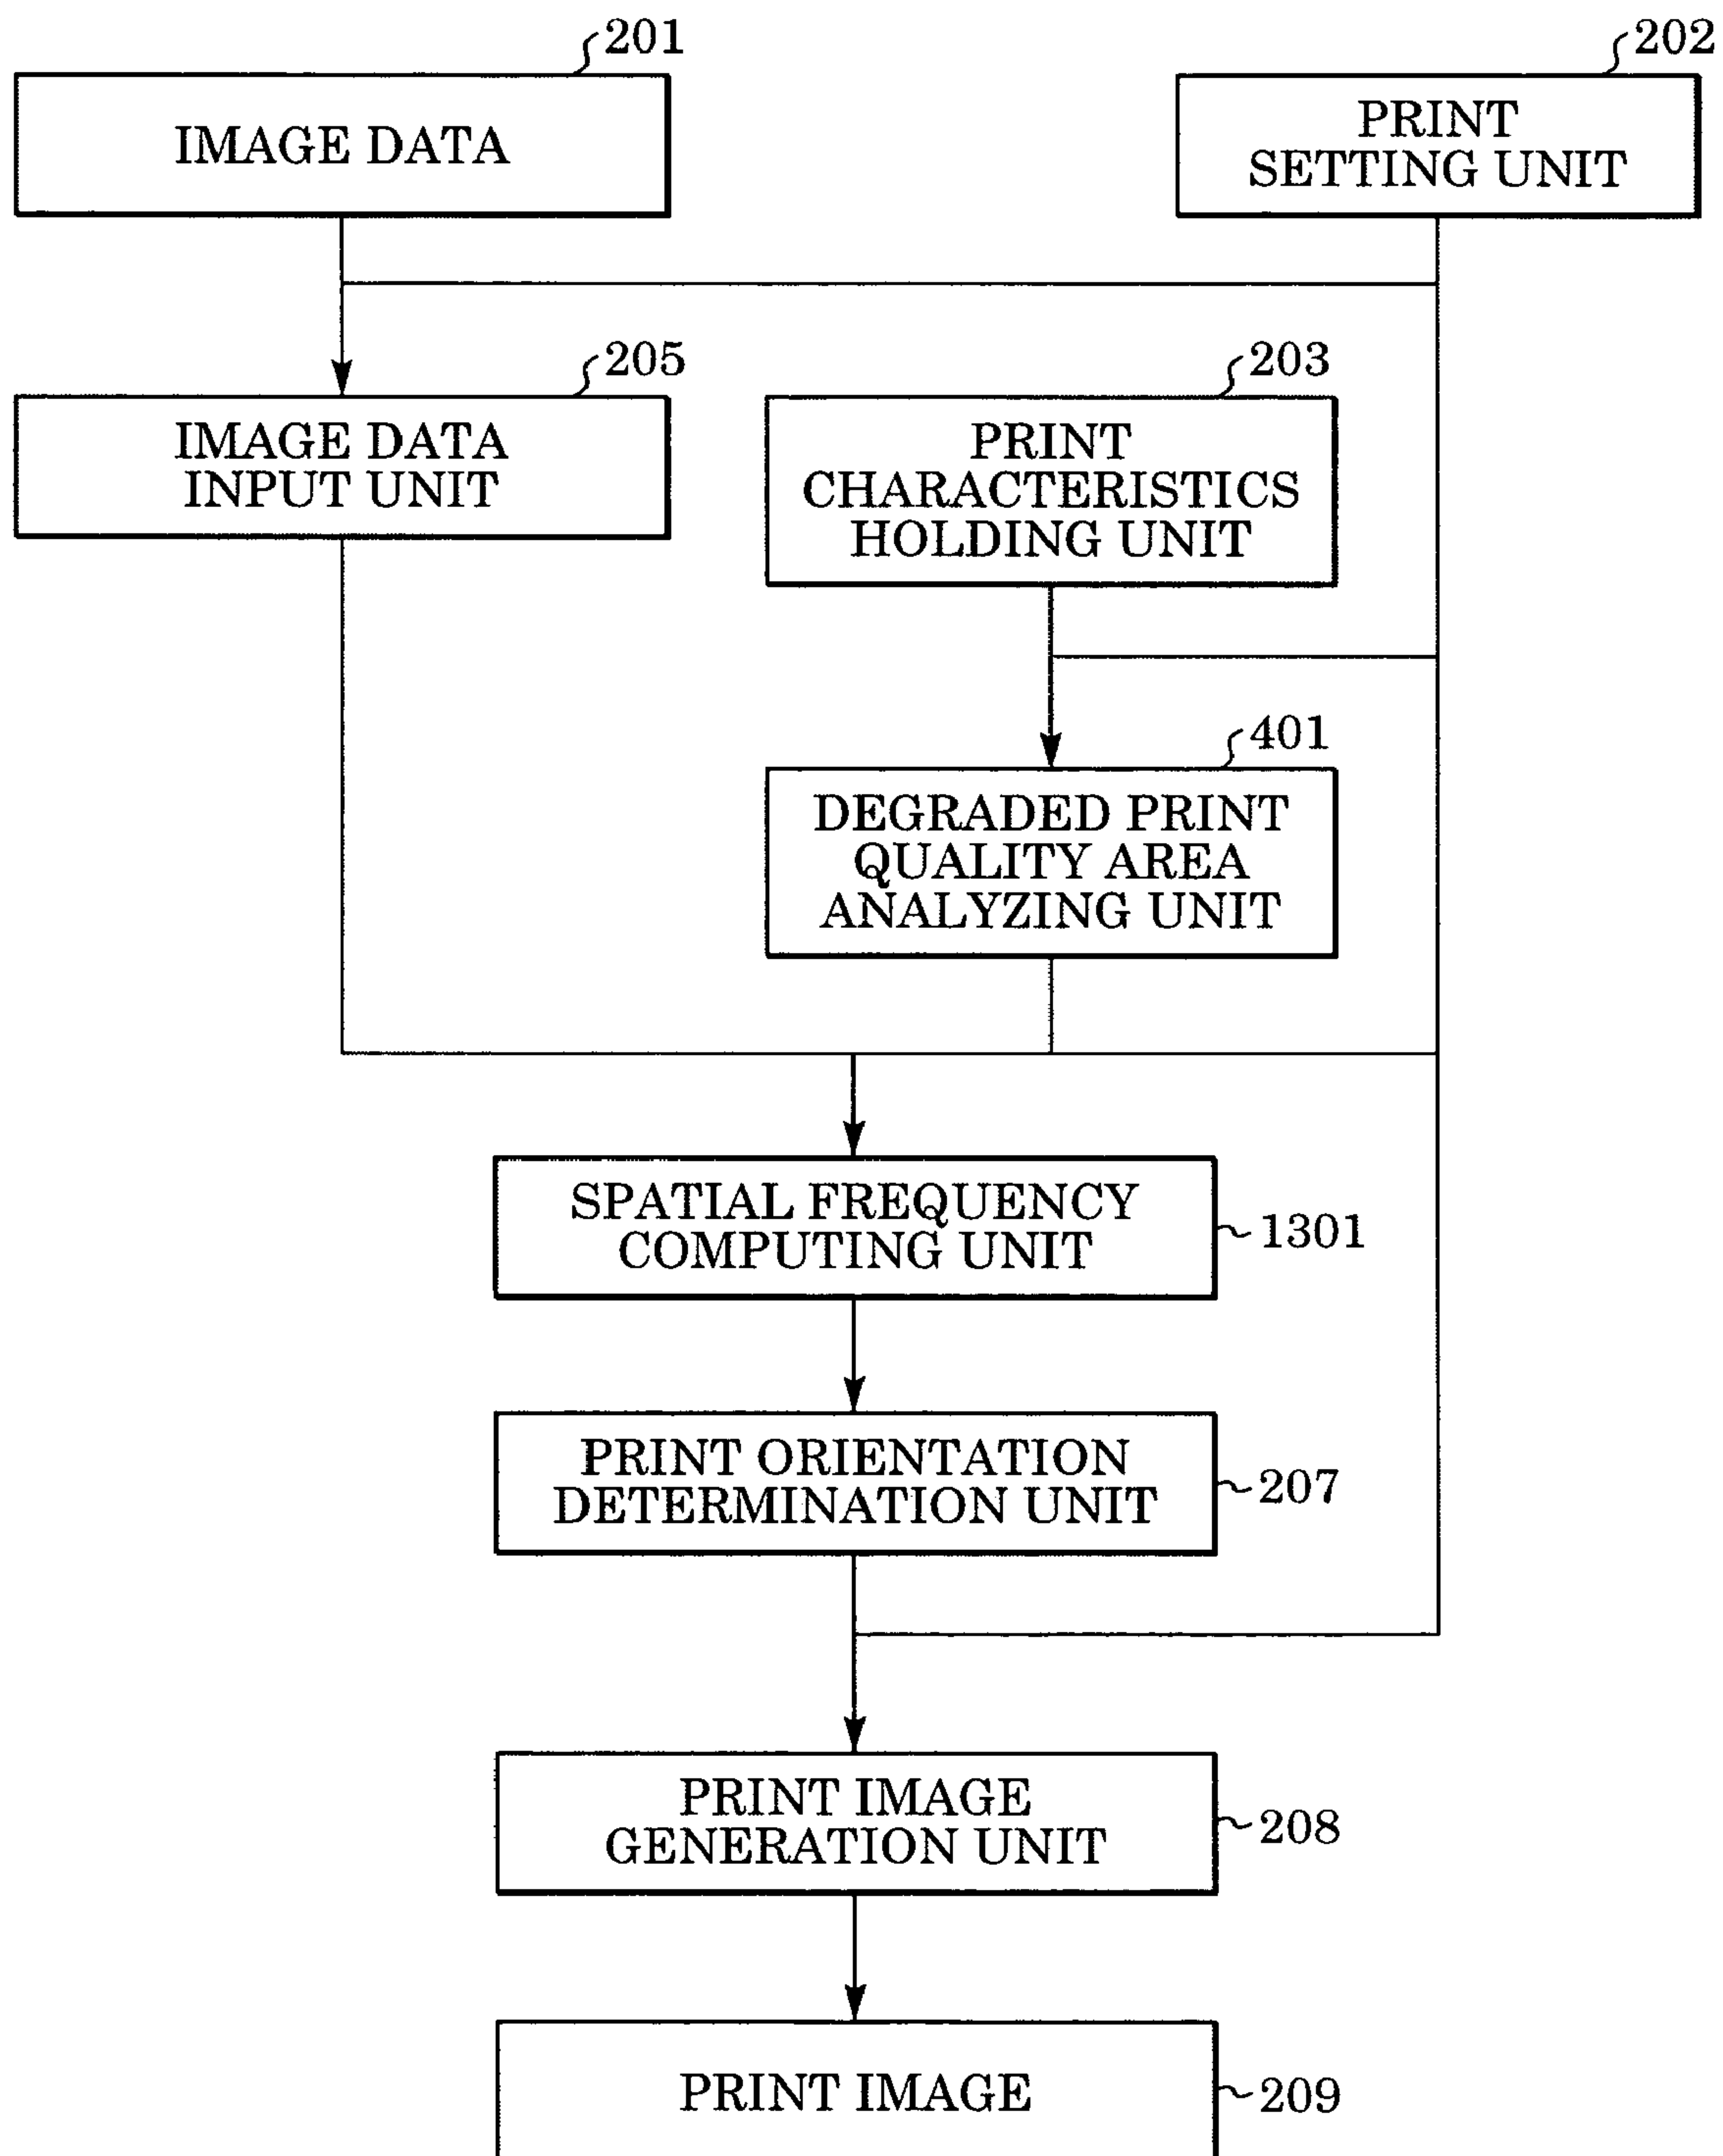 201
202
IMAGE DATA
PRINT
SETTING UNIT
205
203
IMAGE DATA
INPUT UNIT
PRINT
CHARACTERISTICS
HOLDING UNIT
401
DEGRADED PRINT
QUALITY AREA
ANALYZING UNIT
SPATIAL FREQUENCY
COMPUTING UNIT
1301
PRINT ORIENTATION
DETERMINATION UNIT
207
PRINT IMAGE
GENERATION UNIT
208
PRINT IMAGE
209